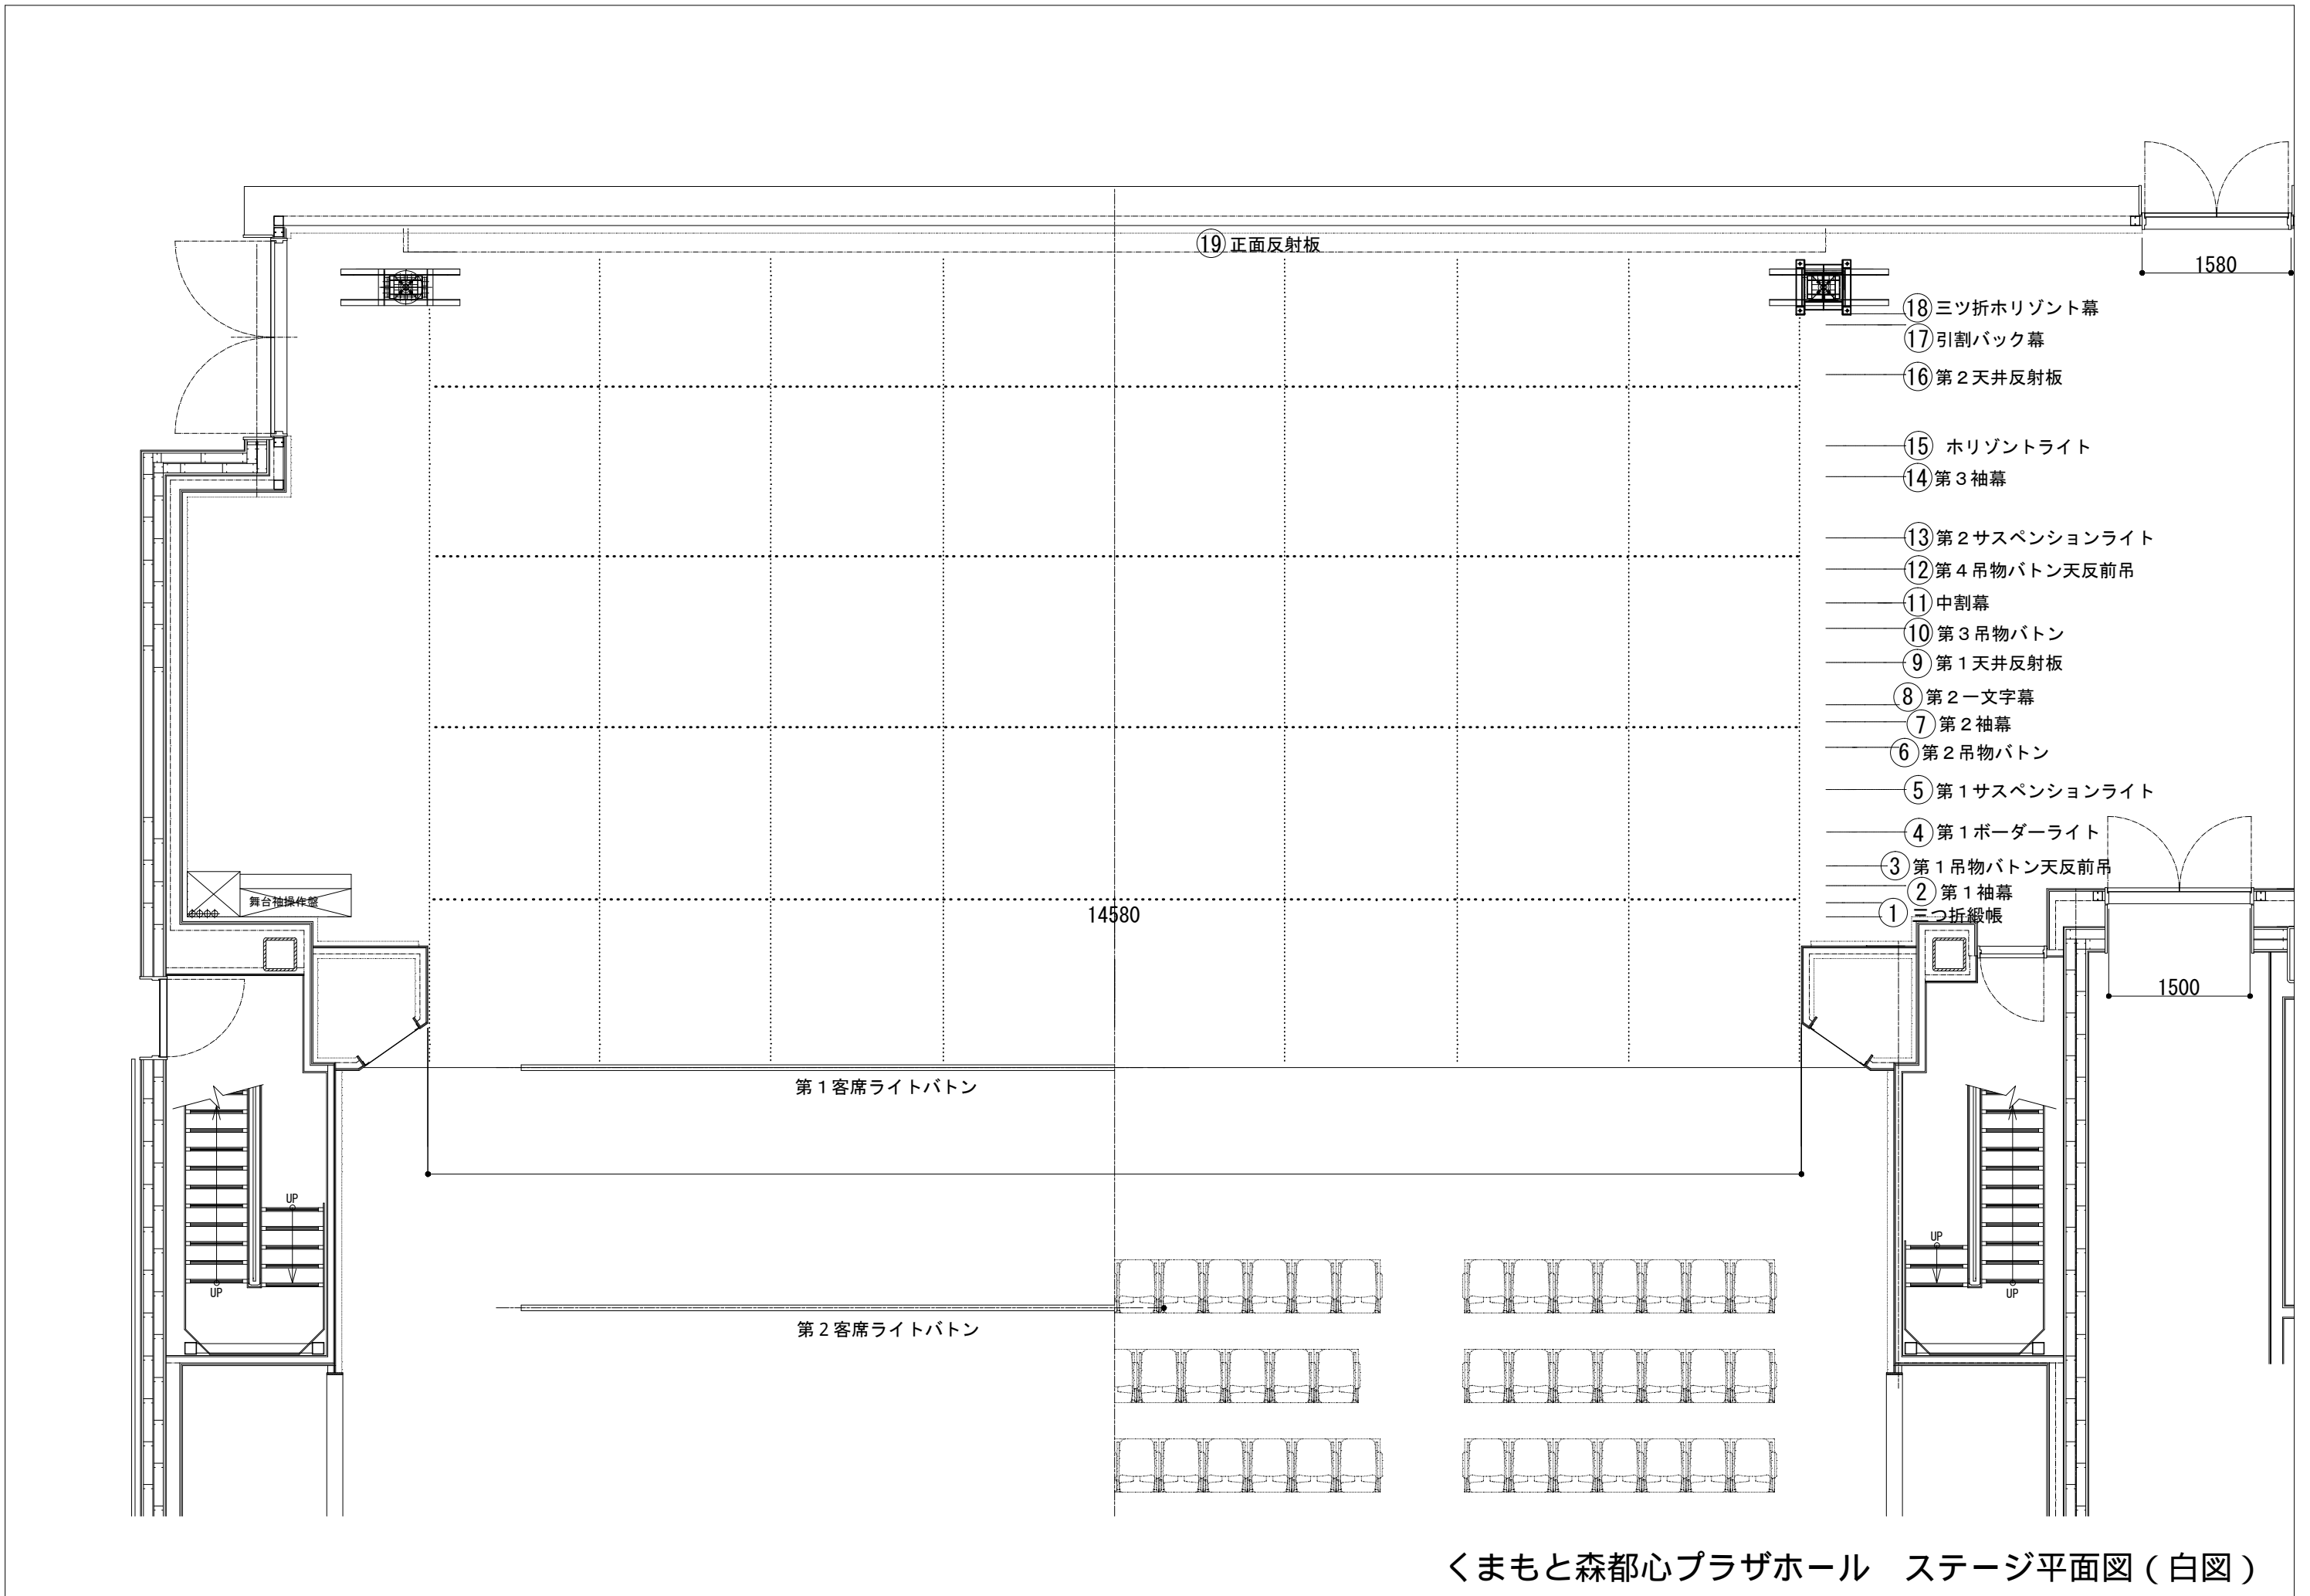 ⑲正面反射板
1580
⑱三ツ折ホリゾント幕
⑰引割バック幕
⑯第２天井反射板
⑮ ホリゾントライト
⑭第３袖幕
⑬第２サスペンションライト
⑫第４吊物バトン天反前吊
⑪中割幕
⑩第３吊物バトン
⑨第１天井反射板
⑧第２一文字幕
⑦第２袖幕
⑥第２吊物バトン
⑤第１サスペンションライト
④第１ボーダーライト
③第１吊物バトン天反前吊
②第１袖幕
①三つ折緞帳
舞台袖操作盤
14580
1500
第１客席ライトバトン
UP
UP
UP
UP
第２客席ライトバトン
くまもと森都心プラザホール　ステージ平面図（白図）